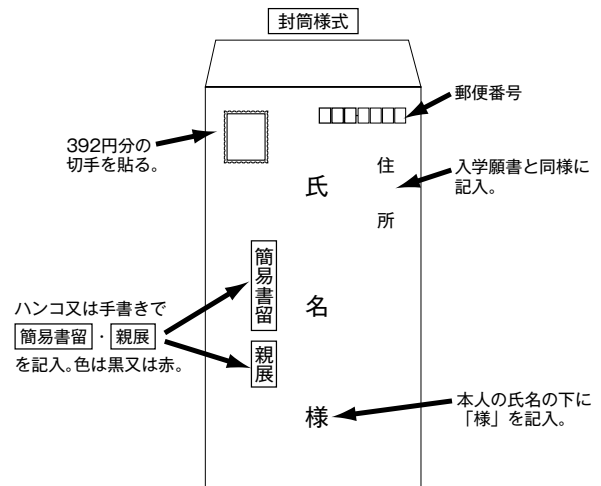 封筒様式
郵便番号
392円分の
切手を貼る。
住所
入学願書と同様に
記入。
氏名様
簡易書留
親展
ハンコ又は手書きで
簡易書留・親展
を記入。色は黒又は赤。
本人の氏名の下に
「様」を記入。